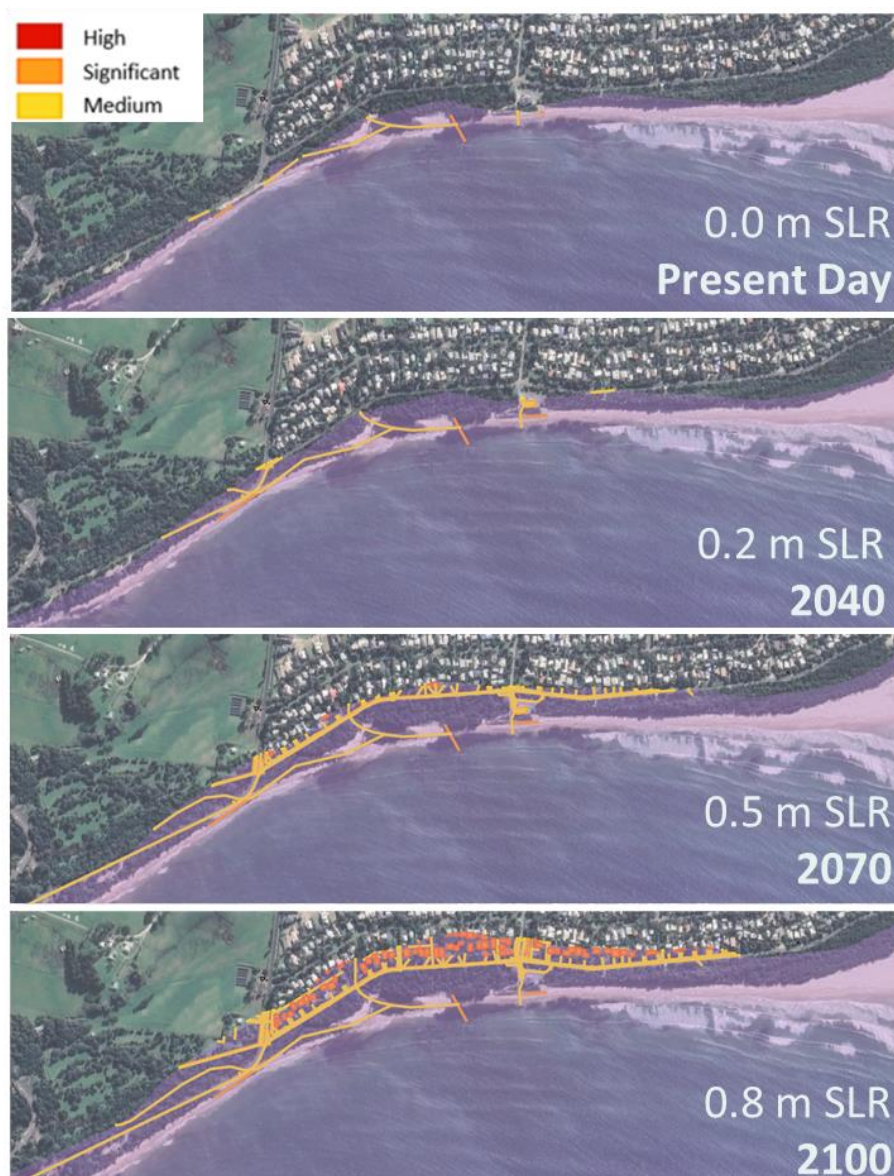 High
Significant
Medium
0.0 m SLR
Present Day
0.2 m SLR
2040
0.5 m SLR
2070
0.8 m SLR
2100